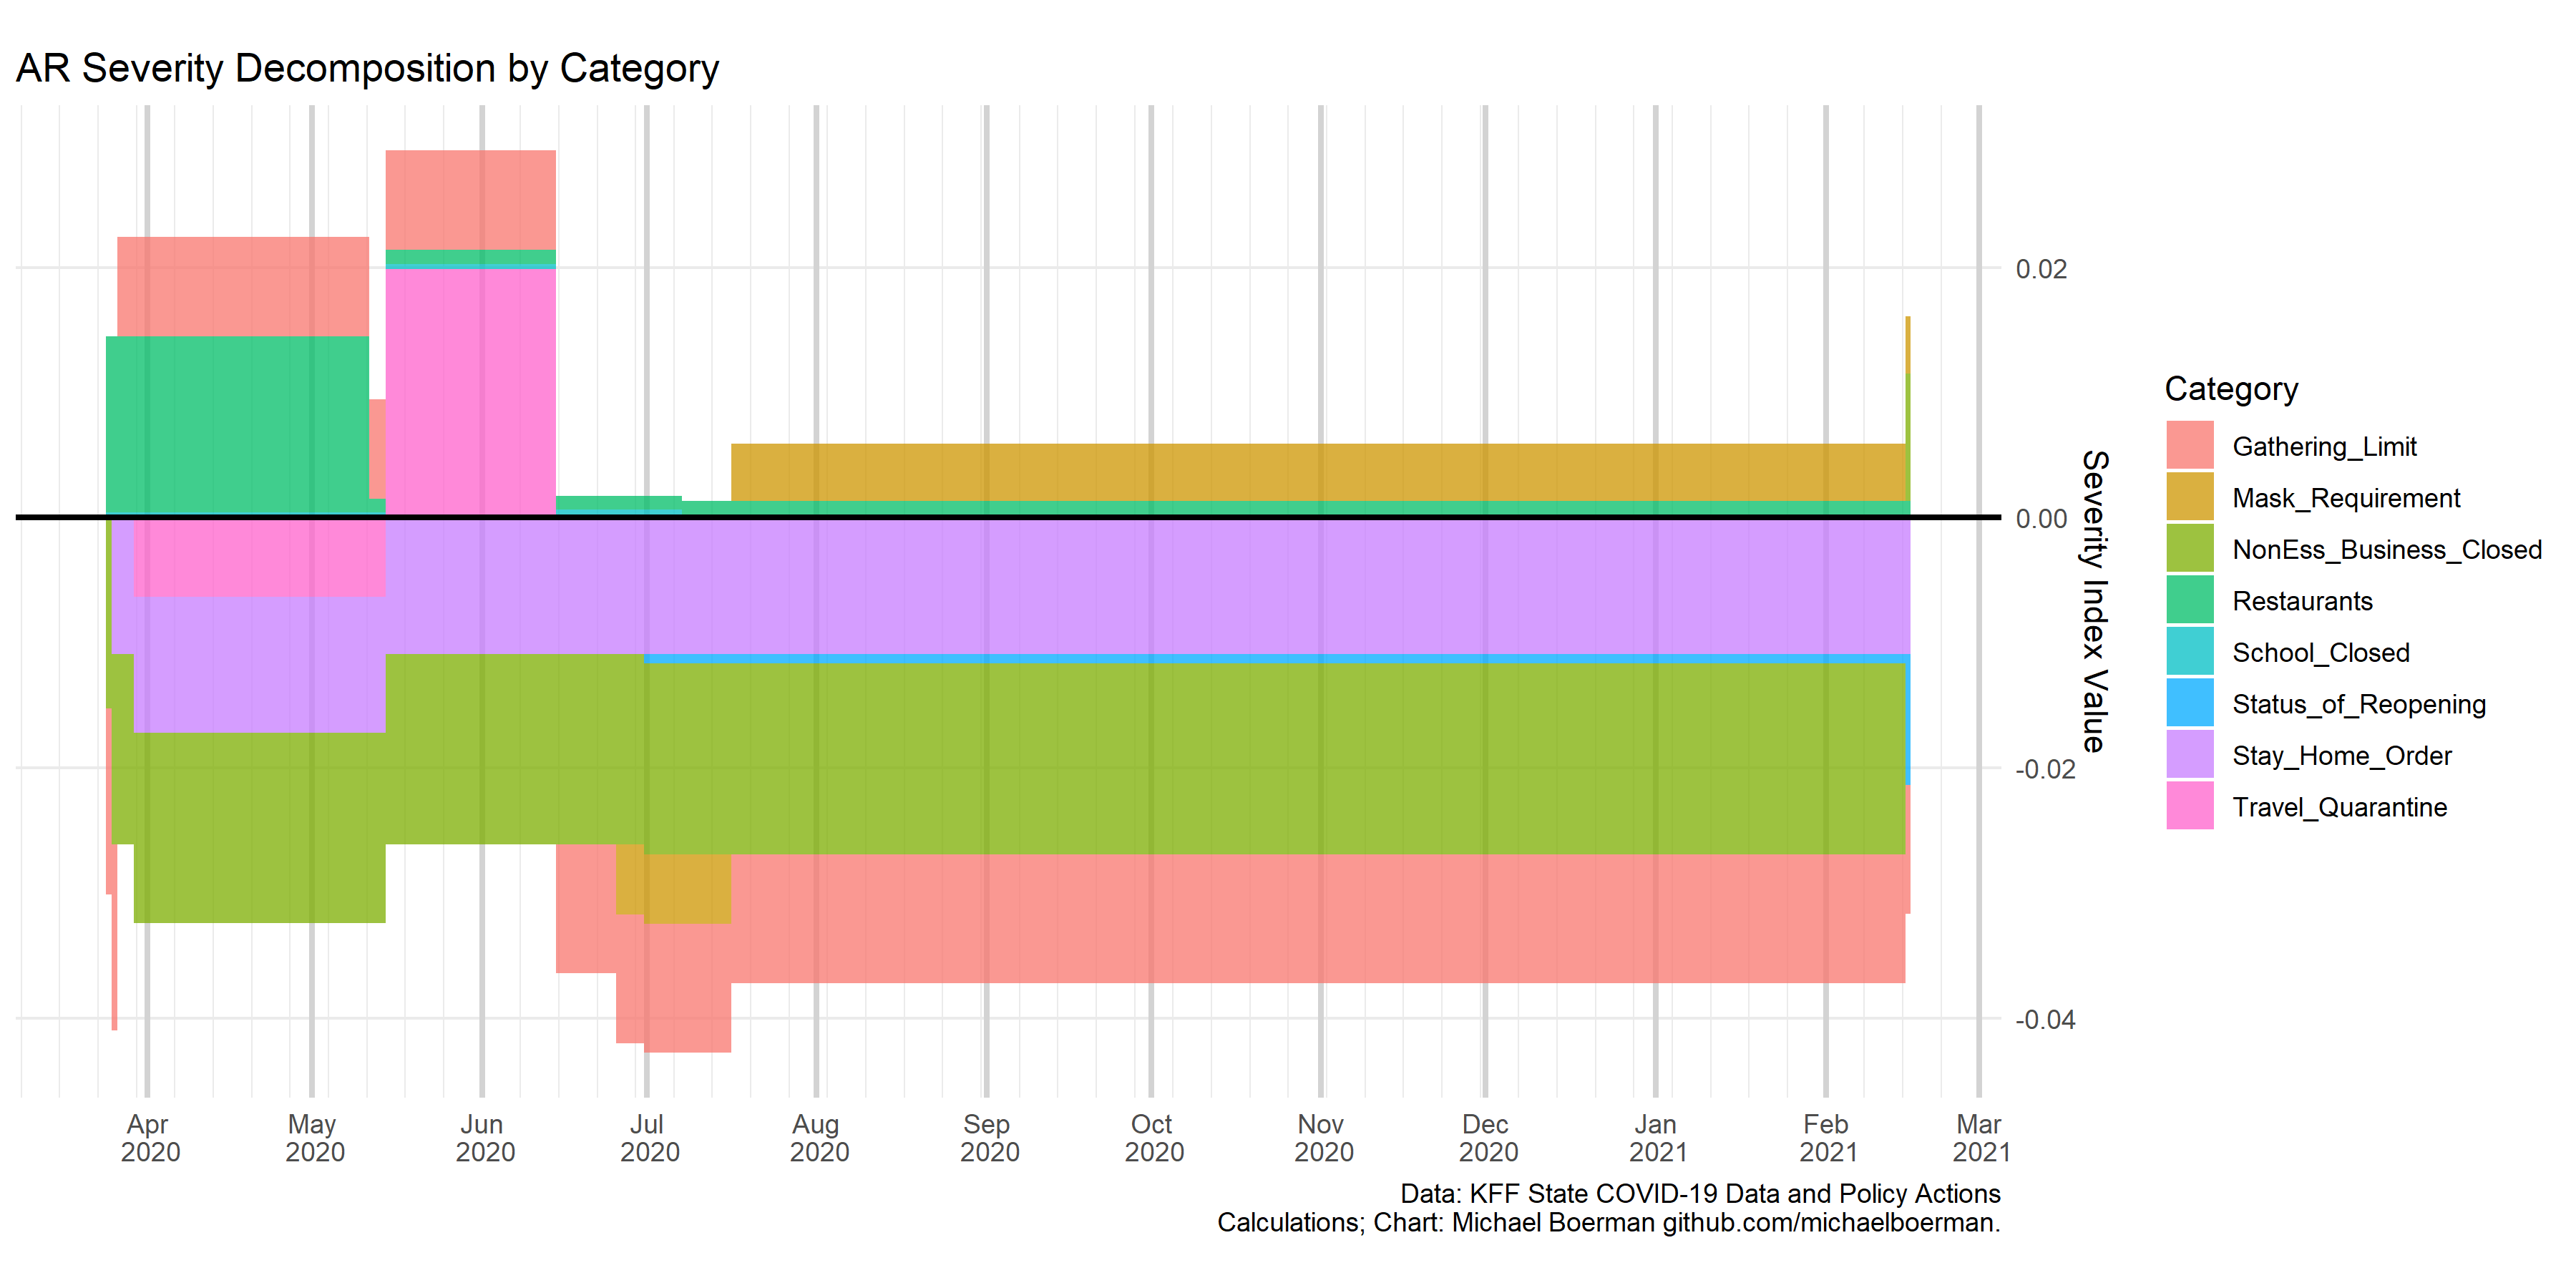 AR Severity Decomposition by Category
0.02
0.00
-0.02
-0.04
Severity Index Value
Apr
2020
May
2020
Jun
2020
Jul
2020
Aug
2020
Sep
2020
Oct
2020
Nov
2020
Dec
2020
Jan
2021
Feb
2021
Mar
2021
Category
Gathering_Limit
Mask_Requirement
NonEss_Business_Closed
Restaurants
School_Closed
Status_of_Reopening
Stay_Home_Order
Travel_Quarantine
Data: KFF State COVID-19 Data and Policy Actions
Calculations; Chart: Michael Boerman github.com/michaelboerman.